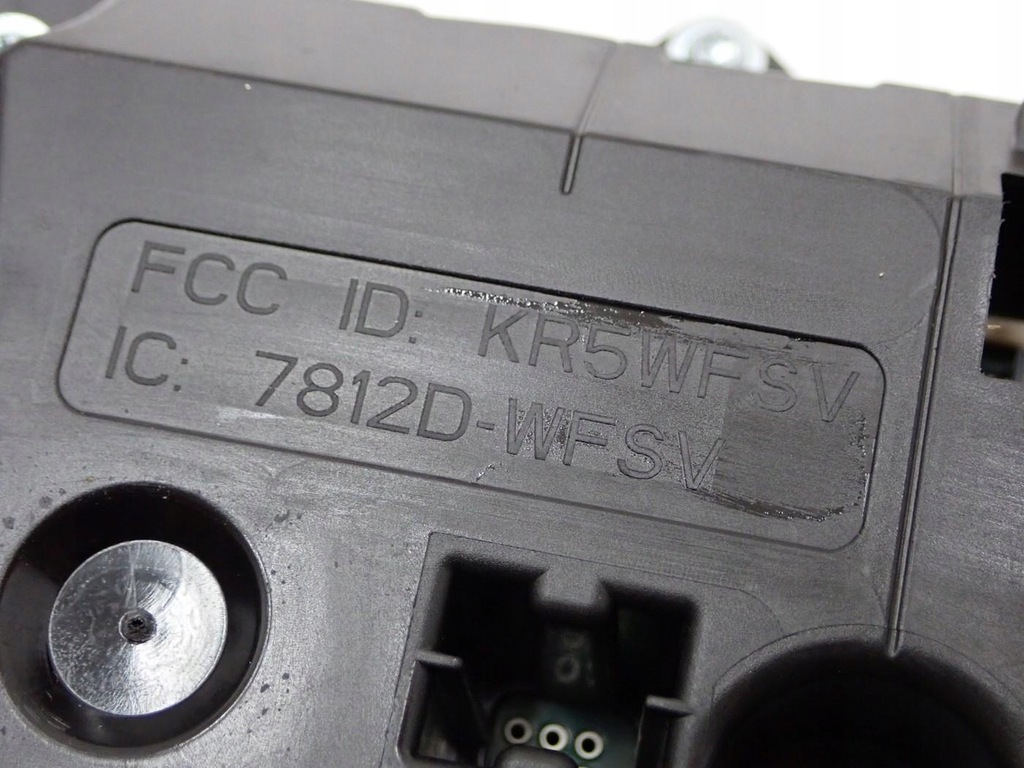 FCC ID: KR5WFSV
IC: 7812D-WFSV